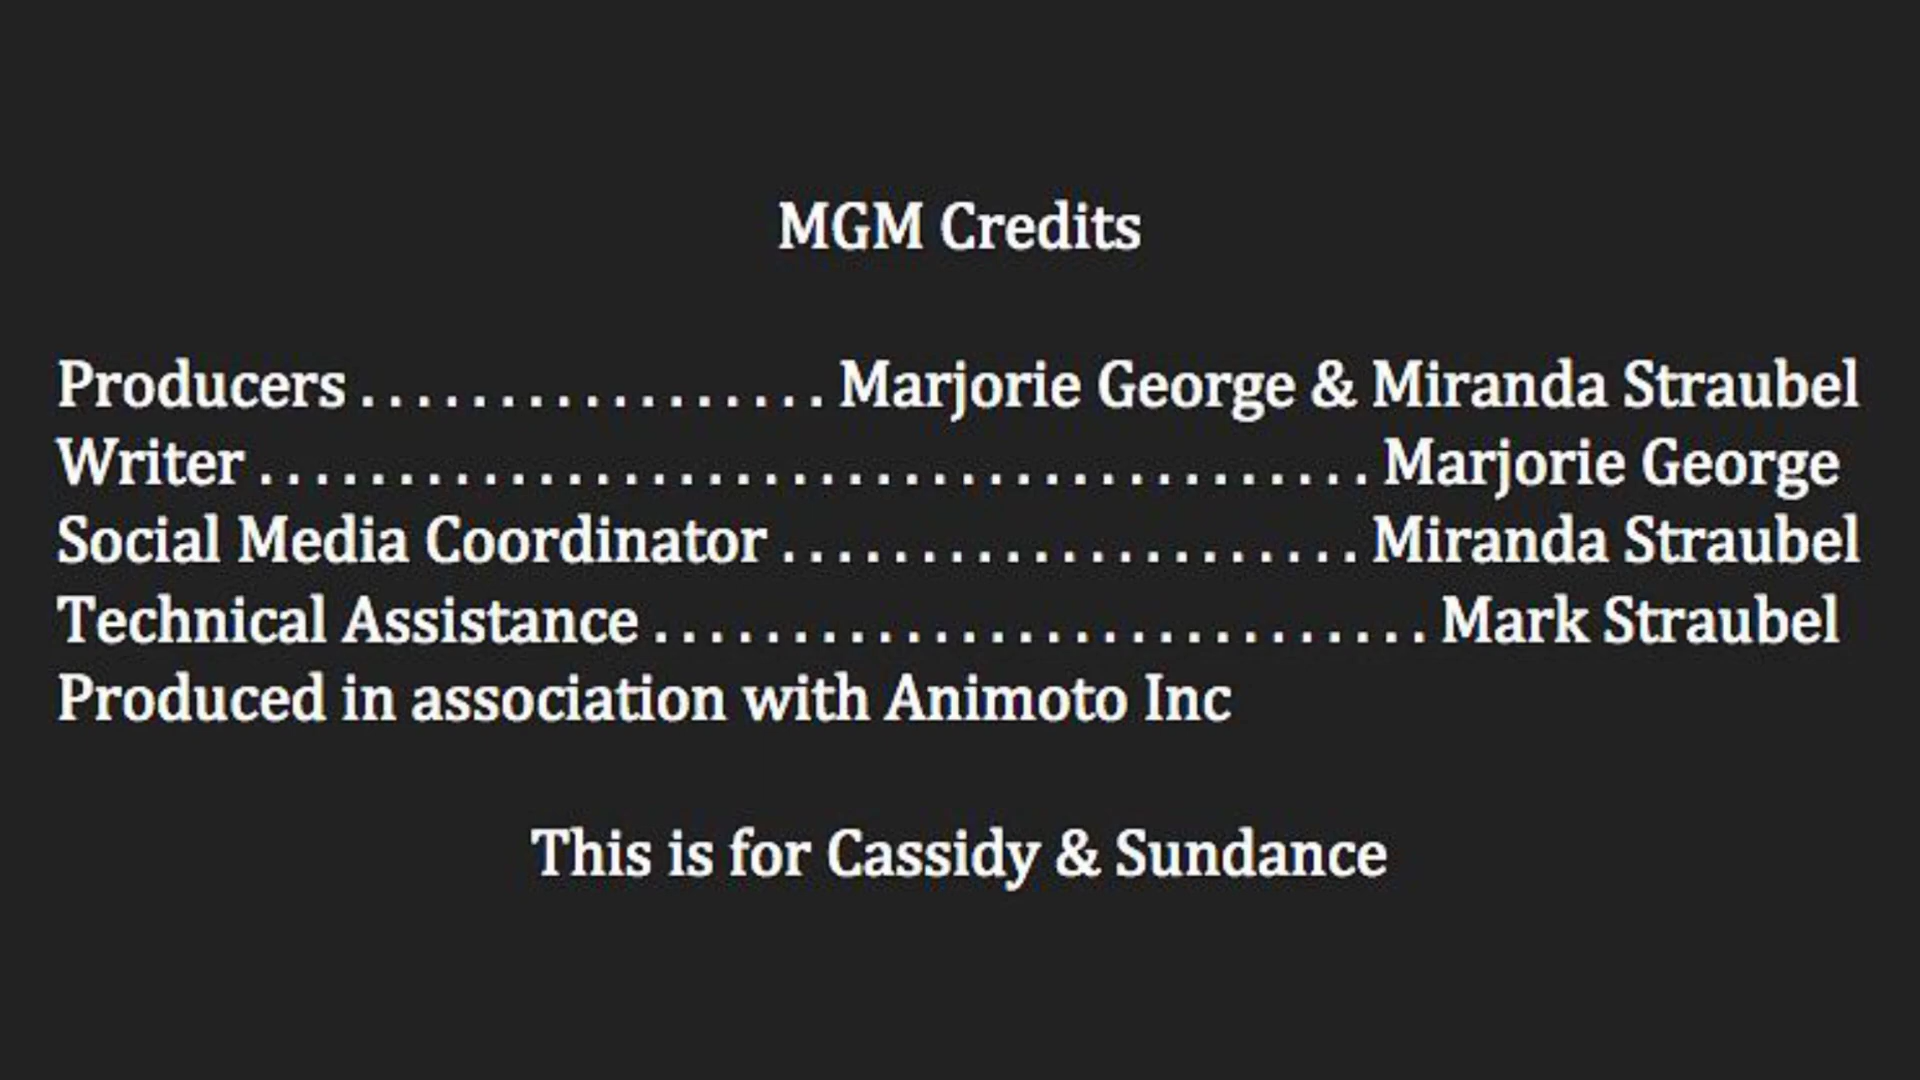 MGM Credits
Producers . . . . . . . . . . . . . . . . . Marjorie George & Miranda Straubel
Writer . . . . . . . . . . . . . . . . . . . . . . . . . . . . . . . . . . . . . . . . Marjorie George
Social Media Coordinator . . . . . . . . . . . . . . . . . . . . . Miranda Straubel
Technical Assistance . . . . . . . . . . . . . . . . . . . . . . . . . . . . Mark Straubel
Produced in association with Animoto Inc
This is for Cassidy & Sundance